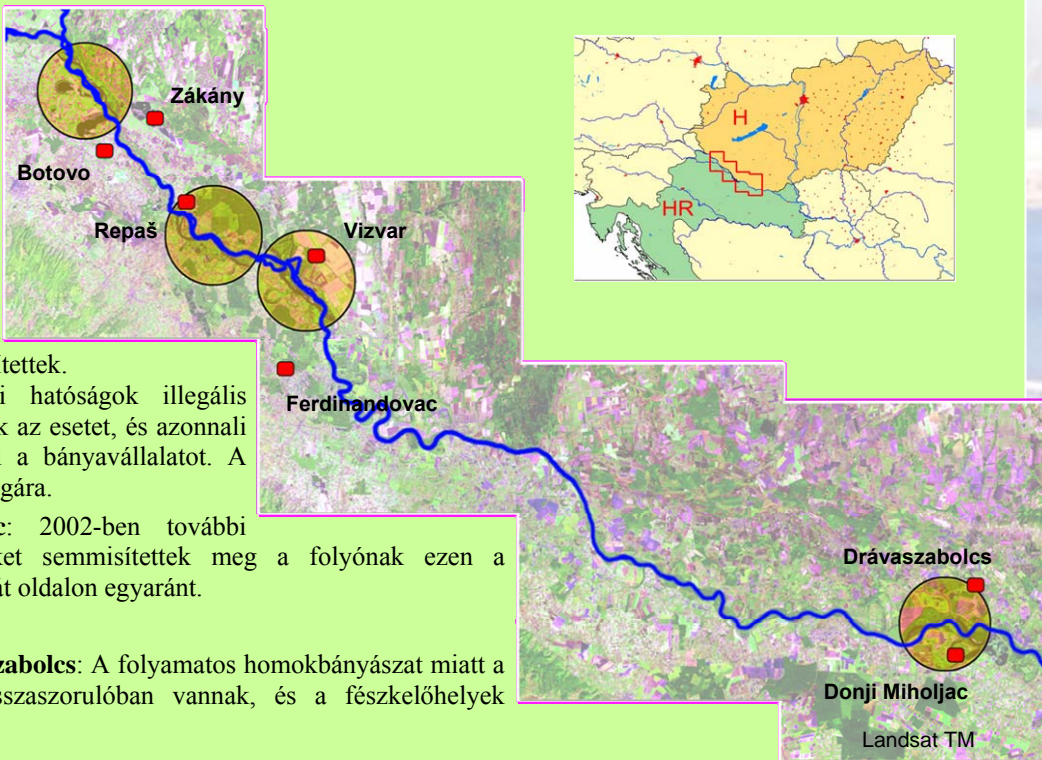 Zákány
Botovo
Repaš
Vizvar
Ferdinandovac
Drávaszabolcs
Donji Miholjac
Landsat TM
H
HR
ítettek.
i hatóságok illegális
k az esetet, és azonnali
a bányavállalatot. A
gára.
c: 2002-ben további
ket semmisítettek meg a folyónak ezen a
át oldalon egyaránt.
zabolcs: A folyamatos homokbányászat miatt a
sszaszorulóban vannak, és a fészkelőhelyek